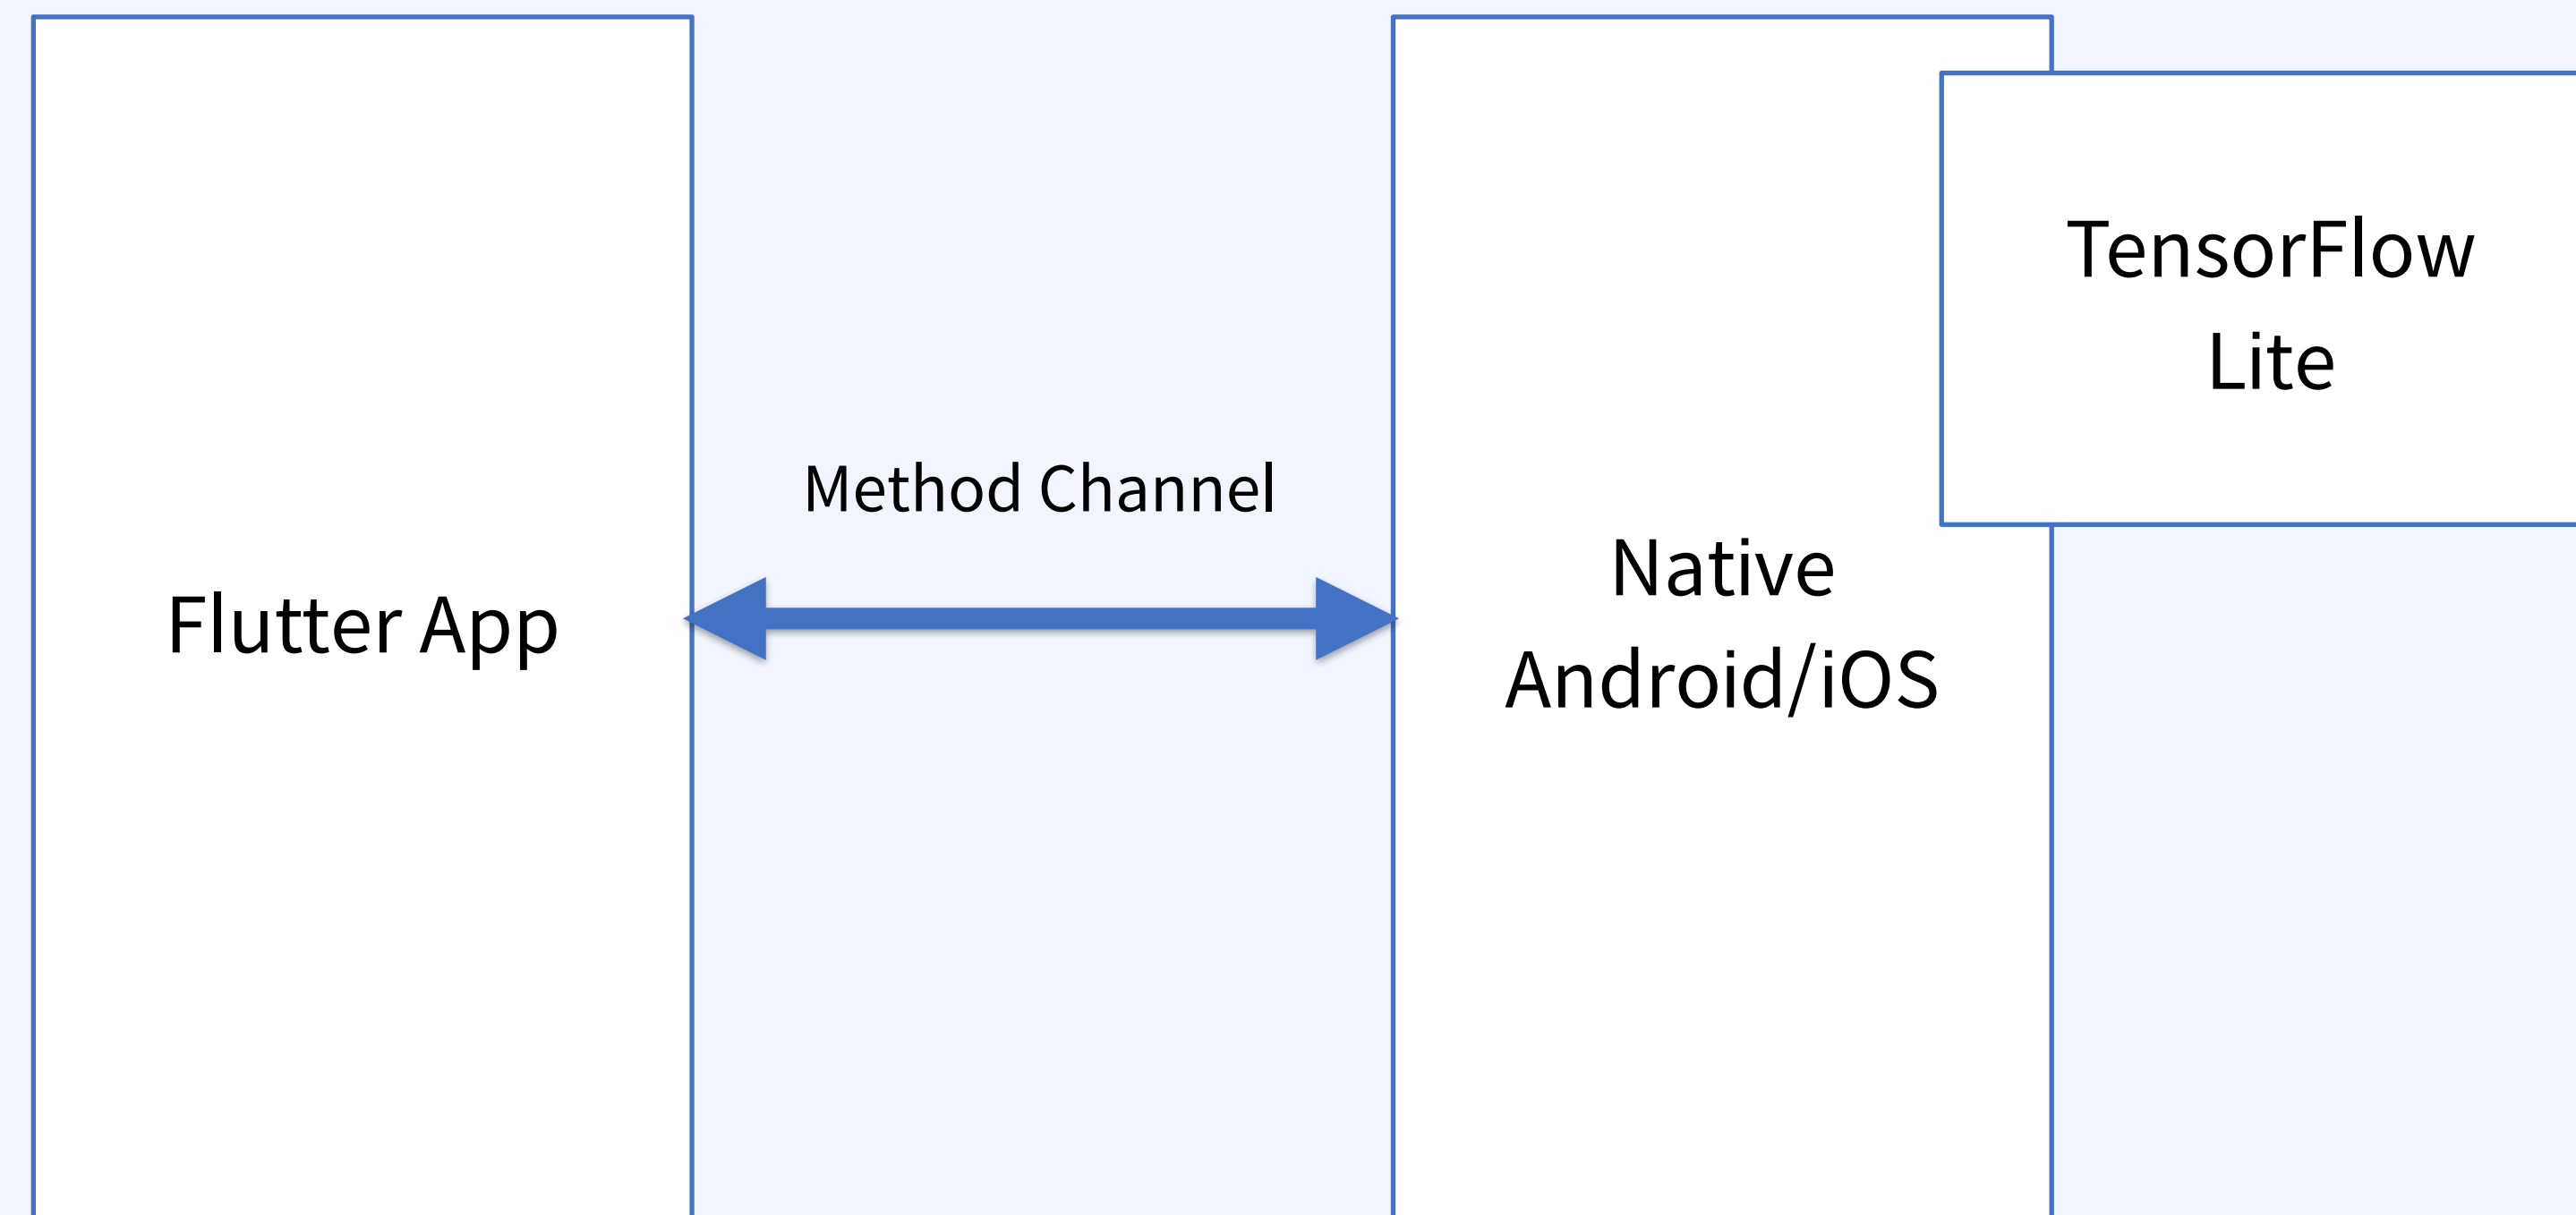 Flutter App
Method Channel
Native
Android/iOS
TensorFlow
Lite